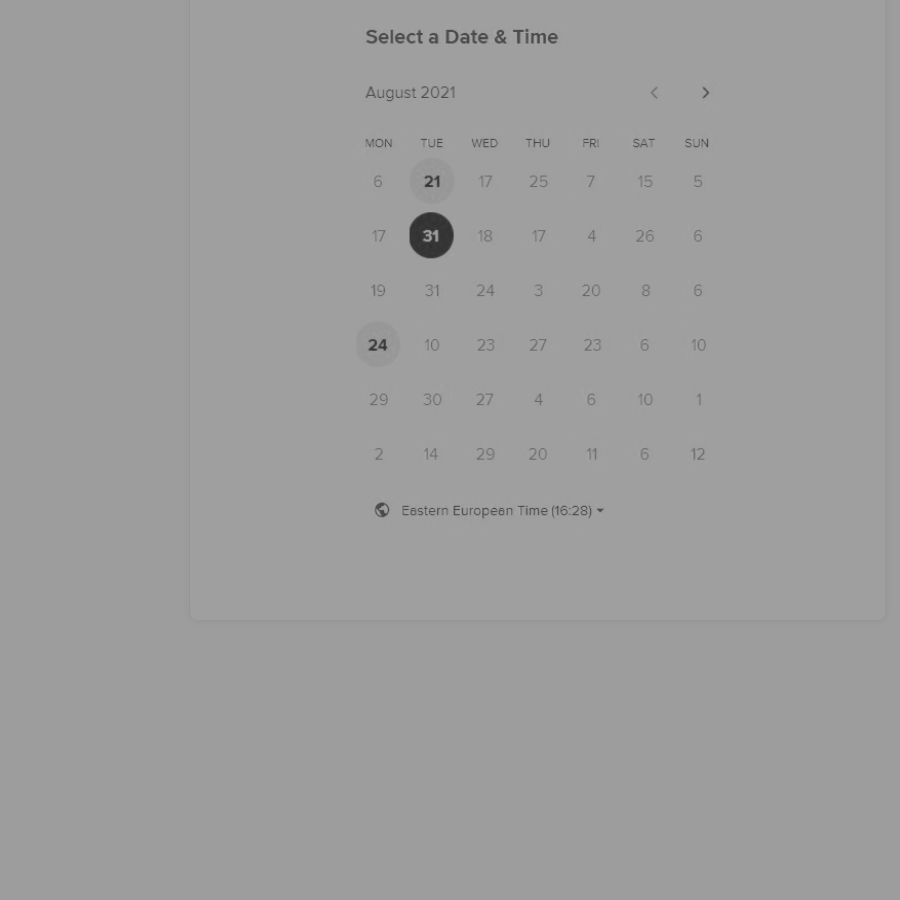 Select a Date & Time
August 2021
MON TUE WED THU FRI SAT SUN
6 21 17 25 7 15 5
17 31 18 17 4 26 6
19 31 24 3 20 8 6
24 10 23 27 23 6 10
29 30 27 4 6 10 1
2 14 29 20 11 6 12
Eastern European Time (16:28)